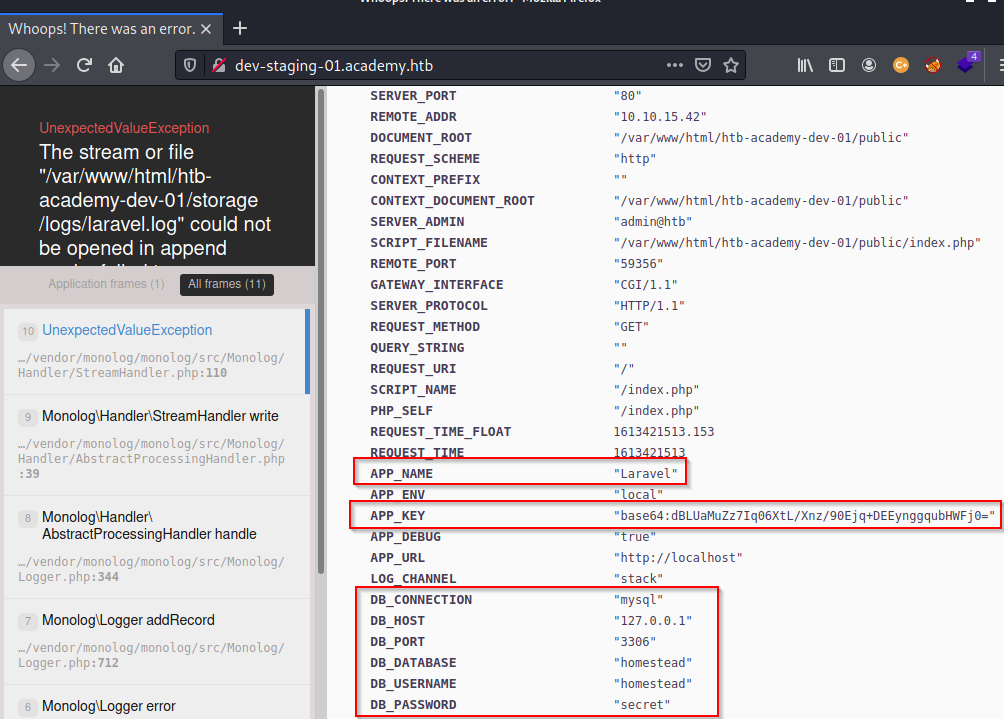 Whoops! There was an error. - Mozilla Firefox
Whoops! There was an error.
dev-staging-01.academy.htb
4
UnexpectedValueException
The stream or file
"/var/www/html/htb-
academy-dev-01/storage
/logs/laravel.log" could not
be opened in append
Application frames (1)
All frames (11)
10 UnexpectedValueException
…/vendor/monolog/monolog/src/Monolog/
Handler/StreamHandler.php:110
9 Monolog\Handler\StreamHandler write
…/vendor/monolog/monolog/src/Monolog/
Handler/AbstractProcessingHandler.php
:39
8 Monolog\Handler\
AbstractProcessingHandler handle
…/vendor/monolog/monolog/src/Monolog/
Logger.php:344
7 Monolog\Logger addRecord
…/vendor/monolog/monolog/src/Monolog/
Logger.php:712
6 Monolog\Logger error
SERVER_PORT "80"
REMOTE_ADDR "10.10.15.42"
DOCUMENT_ROOT "/var/www/html/htb-academy-dev-01/public"
REQUEST_SCHEME "http"
CONTEXT_PREFIX ""
CONTEXT_DOCUMENT_ROOT "/var/www/html/htb-academy-dev-01/public"
SERVER_ADMIN "admin@htb"
SCRIPT_FILENAME "/var/www/html/htb-academy-dev-01/public/index.php"
REMOTE_PORT "59356"
GATEWAY_INTERFACE "CGI/1.1"
SERVER_PROTOCOL "HTTP/1.1"
REQUEST_METHOD "GET"
QUERY_STRING ""
REQUEST_URI "/"
SCRIPT_NAME "/index.php"
PHP_SELF "/index.php"
REQUEST_TIME_FLOAT 1613421513.153
REQUEST_TIME 1613421513
APP_NAME "Laravel"
APP_ENV "local"
APP_KEY "base64:dBLUaMuZz7Iq06XtL/Xnz/90Ejq+DEEynggqubHWFj0="
APP_DEBUG "true"
APP_URL "http://localhost"
LOG_CHANNEL "stack"
DB_CONNECTION "mysql"
DB_HOST "127.0.0.1"
DB_PORT "3306"
DB_DATABASE "homestead"
DB_USERNAME "homestead"
DB_PASSWORD "secret"